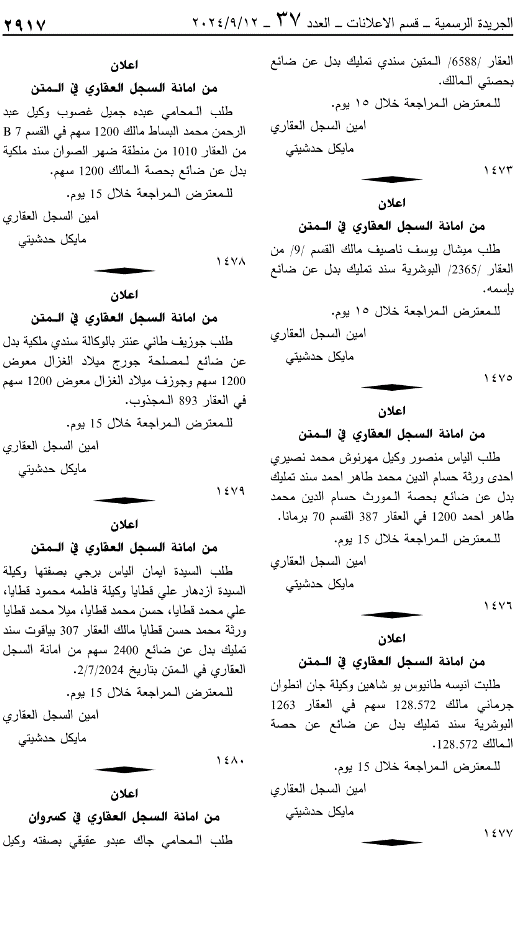 الجريدة الرسمية – قسم الاعلانات – العدد ٣٧ – ٢٠٢٤/٩/١٢
٢٩١٧
العقار /6588/ المتين سندي تمليك بدل عن ضائع
بحصتي المالك.
للمعترض المراجعة خلال ١٥ يوم.
امين السجل العقاري
مايكل حدشيتي
١٤٧٣
اعلان
من امانة السجل العقاري في المتن
طلب ميشال يوسف ناصيف مالك القسم /9/ من
العقار /2365/ البوشرية سند تمليك بدل عن ضائع
بإسمه.
للمعترض المراجعة خلال ١٥ يوم.
امين السجل العقاري
مايكل حدشيتي
١٤٧٥
اعلان
من امانة السجل العقاري في المتن
طلب الياس منصور وكيل مهرنوش محمد نصيري
احدى ورثة حسام الدين محمد طاهر احمد سند تمليك
بدل عن ضائع بحصة المورث حسام الدين محمد
طاهر احمد 1200 في العقار 387 القسم 70 برمانا.
للمعترض المراجعة خلال 15 يوم.
امين السجل العقاري
مايكل حدشيتي
١٤٧٦
اعلان
من امانة السجل العقاري في المتن
طلبت انيسه طانيوس بو شاهين وكيلة جان انطوان
جرماني مالك 128.572 سهم في العقار 1263
البوشرية سند تمليك بدل عن ضائع عن حصة
المالك 128.572.
للمعترض المراجعة خلال 15 يوم.
امين السجل العقاري
مايكل حدشيتي
١٤٧٧
اعلان
من امانة السجل العقاري في المتن
طلب المحامي عبده جميل غصوب وكيل عبد
الرحمن محمد البساط مالك 1200 سهم في القسم 7 B
من العقار 1010 من منطقة ضهر الصوان سند ملكية
بدل عن ضائع بحصة المالك 1200 سهم.
للمعترض المراجعة خلال 15 يوم.
امين السجل العقاري
مايكل حدشيتي
١٤٧٨
اعلان
من امانة السجل العقاري في المتن
طلب جوزيف طاني عنتر بالوكالة سندي ملكية بدل
عن ضائع لمصلحة جورج ميلاد الغزال معوض
1200 سهم وجوزف ميلاد الغزال معوض 1200 سهم
في العقار 893 المجذوب.
للمعترض المراجعة خلال 15 يوم.
امين السجل العقاري
مايكل حدشيتي
١٤٧٩
اعلان
من امانة السجل العقاري في المتن
طلب السيدة ايمان الياس برجي بصفتها وكيلة
السيدة ازدهار علي قطايا وكيلة فاطمه محمود قطايا،
علي محمد قطايا، حسن محمد قطايا، ميلا محمد قطايا
ورثة محمد حسن قطايا مالك العقار 307 بياقوت سند
تمليك بدل عن ضائع 2400 سهم من امانة السجل
العقاري في المتن بتاريخ 2/7/2024.
للمعترض المراجعة خلال 15 يوم.
امين السجل العقاري
مايكل حدشيتي
١٤٨٠
اعلان
من امانة السجل العقاري في كسروان
طلب المحامي جاك عبدو عقيقي بصفته وكيل